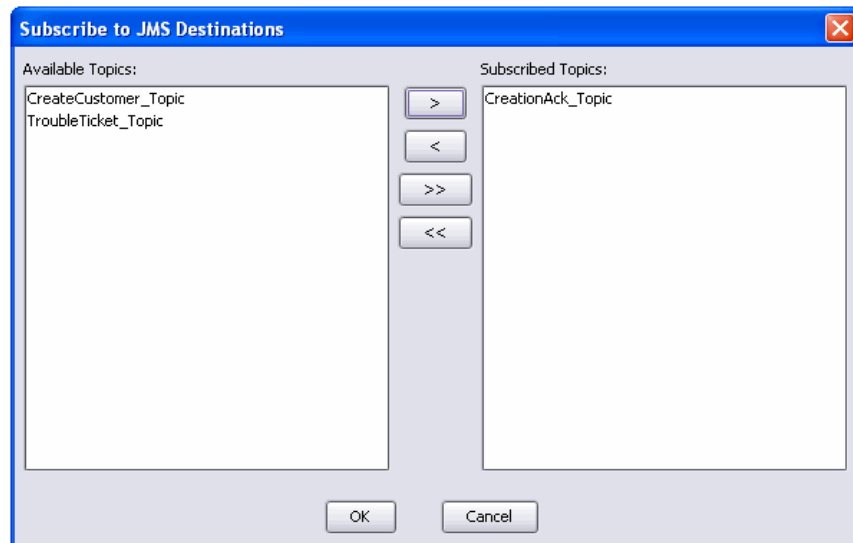 Subscribe to JMS Destinations
Available Topics:
Subscribed Topics:
CreateCustomer_Topic
TroubleTicket_Topic
>
<
>>
<<
CreationAck_Topic
OK
Cancel